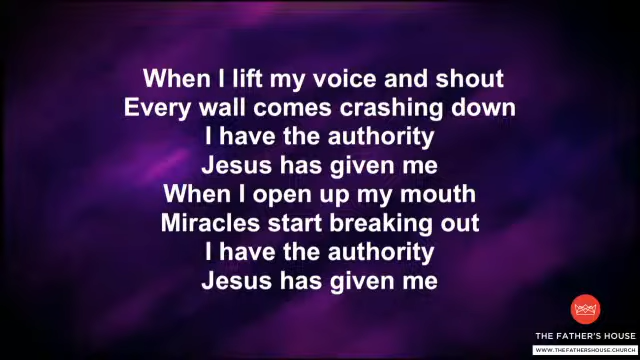 When I lift my voice and shout
Every wall comes crashing down
I have the authority
Jesus has given me
When I open up my mouth
Miracles start breaking out
I have the authority
Jesus has given me
THE FATHER'S HOUSE
WWW.THEFATHERSHOUSE.CHURCH